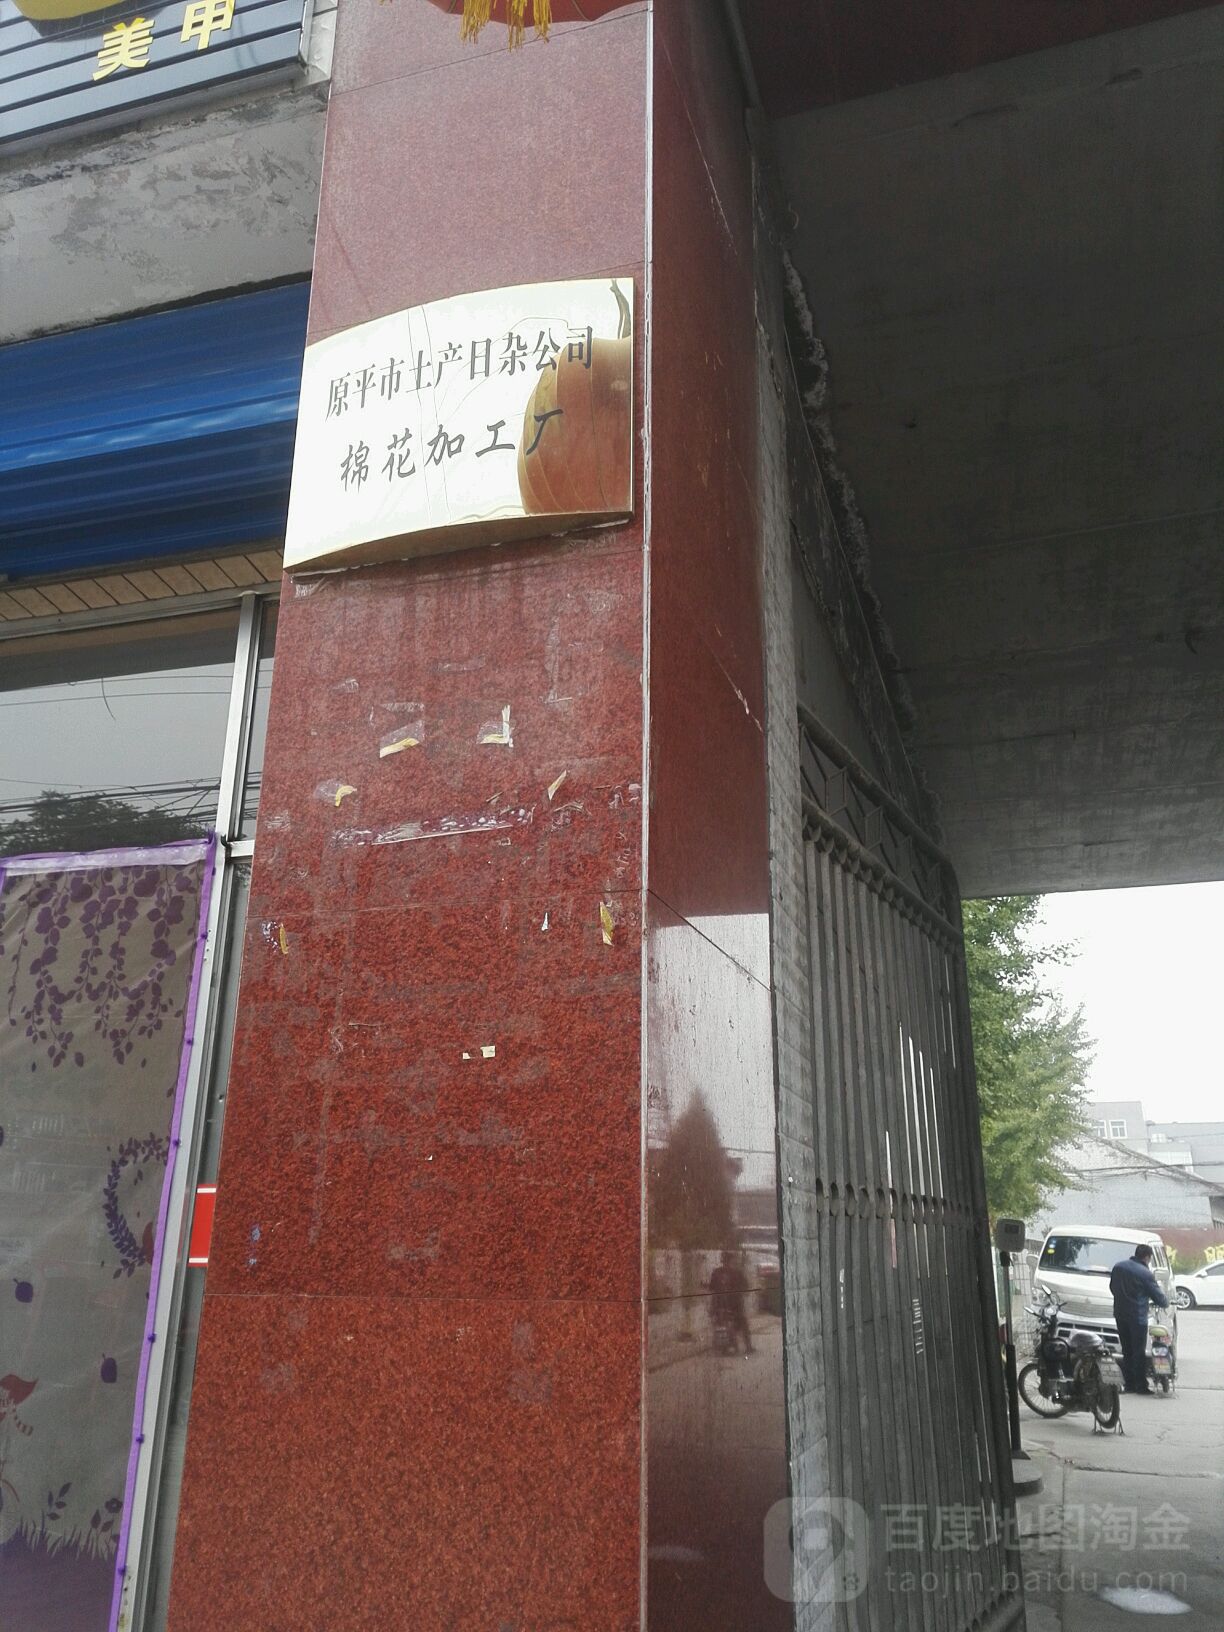 美甲
原平市土产日杂公司
棉花加工厂
百度地图淘金
taojin.baidu.com